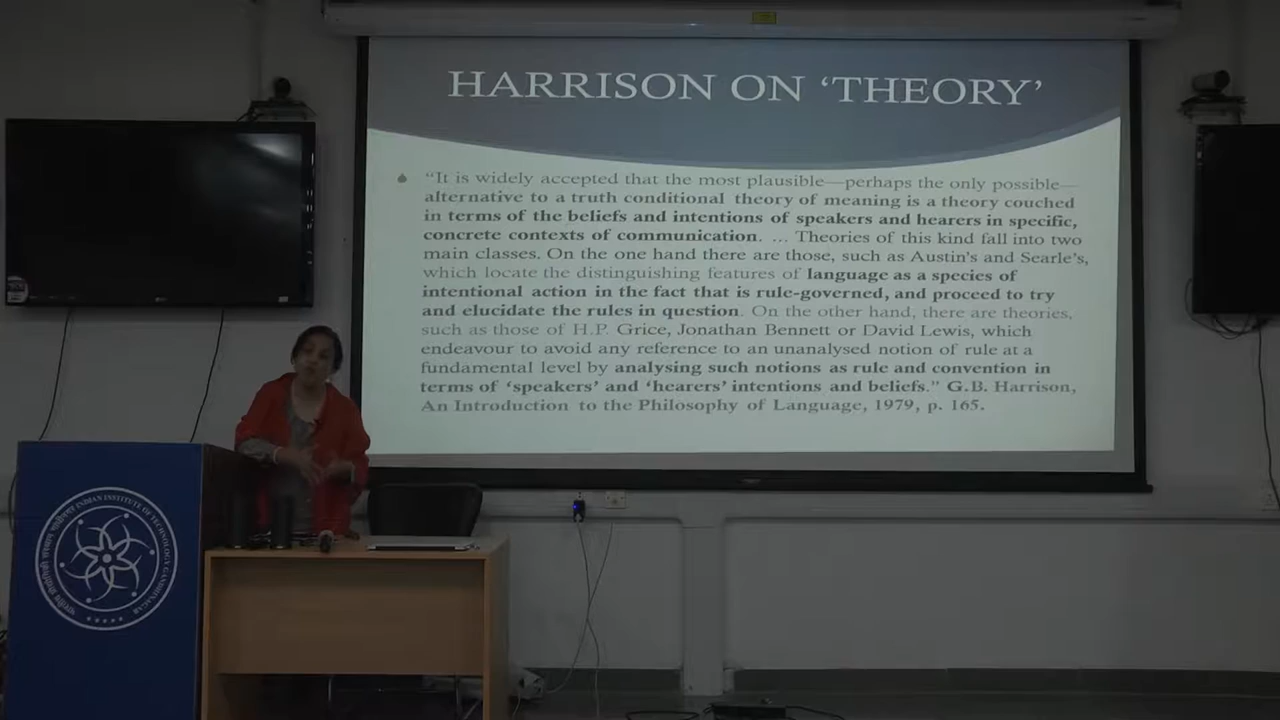 HARRISON ON ‘THEORY’
“It is widely accepted that the most plausible—perhaps the only possible—
alternative to a truth conditional theory of meaning is a theory couched
in terms of the beliefs and intentions of speakers and hearers in specific,
concrete contexts of communication. … Theories of this kind fall into two
main classes. On the one hand there are those, such as Austin’s and Searle’s,
which locate the distinguishing features of language as a species of
intentional action in the fact that is rule-governed, and proceed to try
and elucidate the rules in question. On the other hand, there are theories,
such as those of H.P. Grice, Jonathan Bennett or David Lewis, which
endeavour to avoid any reference to an unanalysed notion of rule at a
fundamental level by analysing such notions as rule and convention in
terms of ‘speakers’ and ‘hearers’ intentions and beliefs.” G.B. Harrison,
An Introduction to the Philosophy of Language, 1979, p. 165.
INDIAN INSTITUTE OF TECHNOLOGY GANDHINAGAR